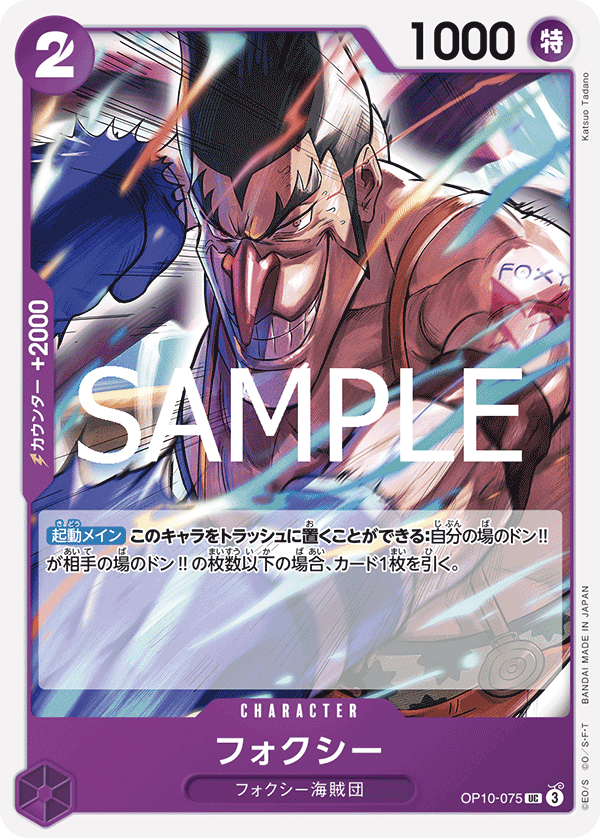 2
1000
特
Katsuo Tadano
カウンター +2000
FOXY
SAMPLE
起動メイン このキャラをトラッシュに置くことができる:自分の場のドン!!
が相手の場のドン!!の枚数以下の場合、カード1枚を引く。
CHARACTER
フォクシー
フォクシー海賊団
OP10-075 UC 3
©E.O/S ©O/S・F・T BANDAI MADE IN JAPAN